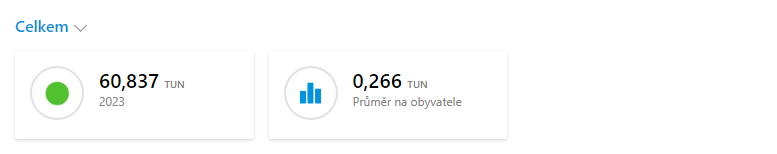 Celkem
60,837 TUN
2023
0,266 TUN
Průměr na obyvatele